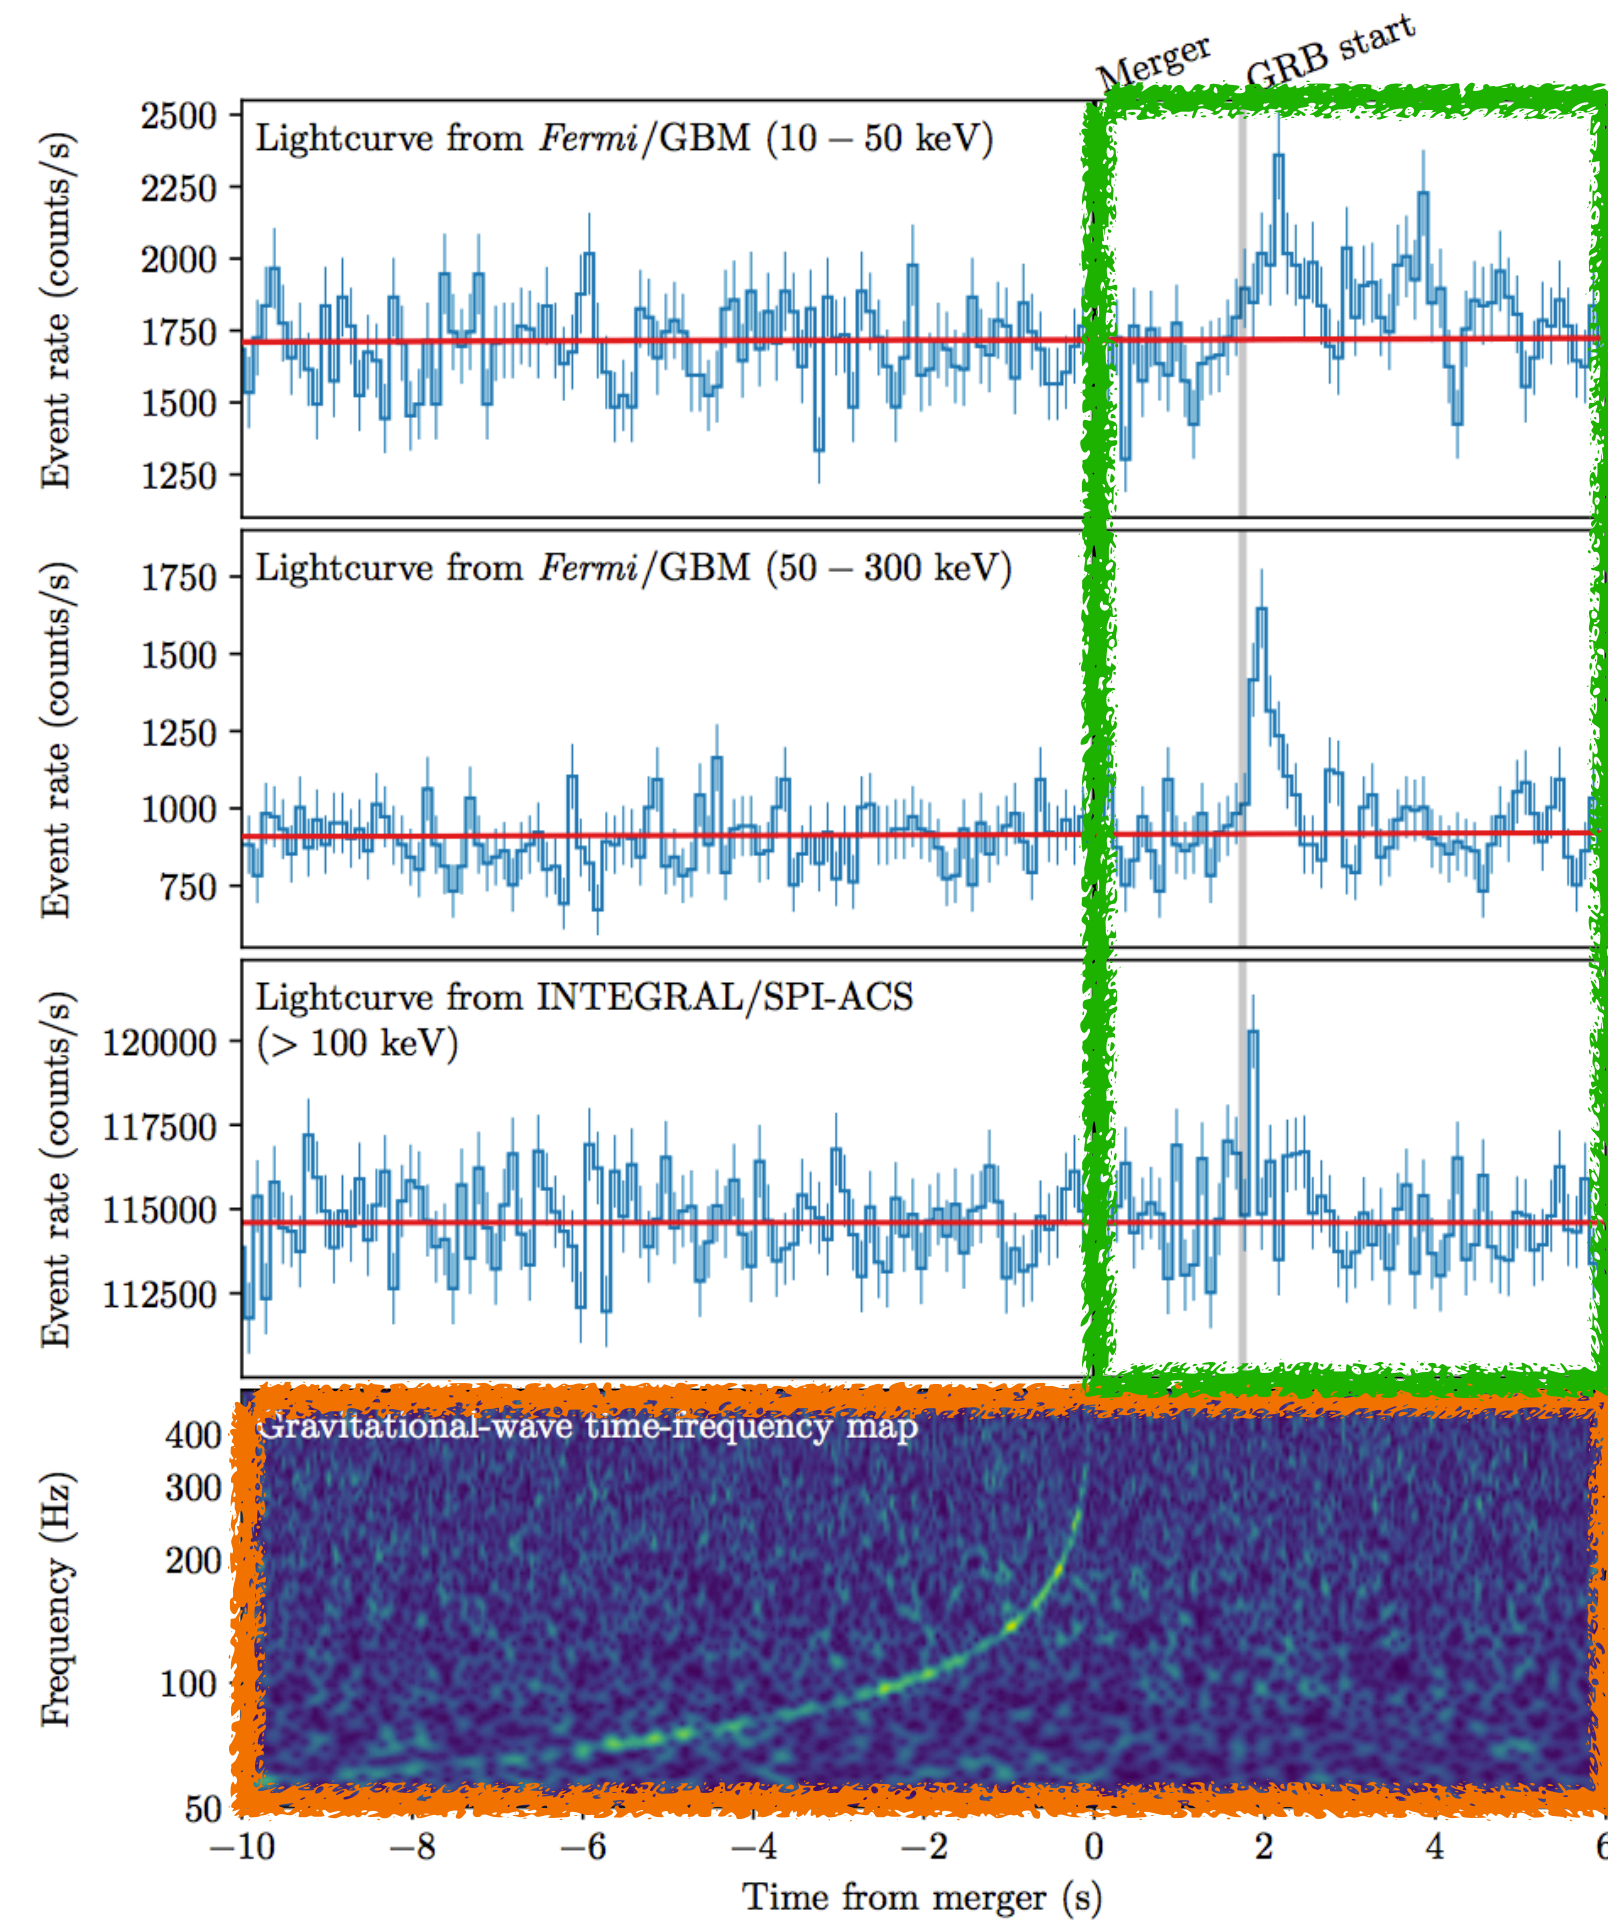 Merger
GRB start
Lightcurve from Fermi/GBM (10 – 50 keV)
Event rate (counts/s)
2500
2250
2000
1750
1500
1250
Lightcurve from Fermi/GBM (50 – 300 keV)
Event rate (counts/s)
1750
1500
1250
1000
750
Lightcurve from INTEGRAL/SPI-ACS
(> 100 keV)
Event rate (counts/s)
120000
117500
115000
112500
Gravitational-wave time-frequency map
Frequency (Hz)
400
300
200
100
50
−10 −8 −6 −4 −2 0 2 4 6
Time from merger (s)